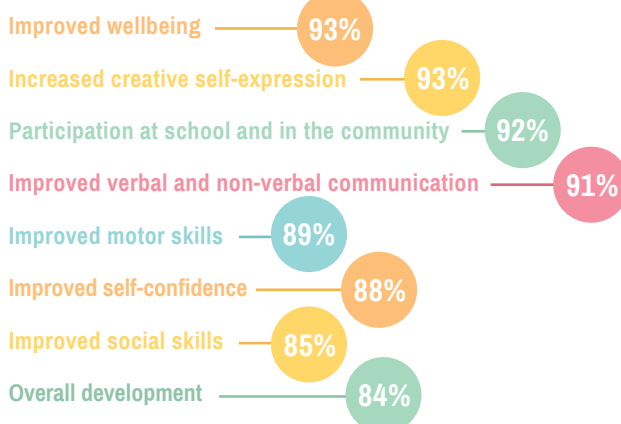 Improved wellbeing 93%
Increased creative self-expression 93%
Participation at school and in the community 92%
Improved verbal and non-verbal communication 91%
Improved motor skills 89%
Improved self-confidence 88%
Improved social skills 85%
Overall development 84%